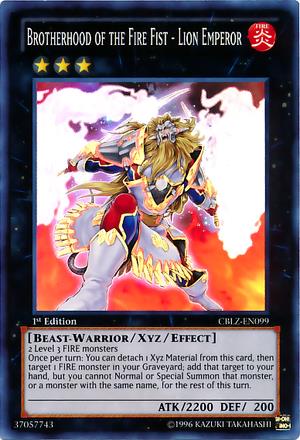 Brotherhood of the Fire Fist - Lion Emperor
FIRE
炎
CBLZ-EN099
1st Edition
[Beast-Warrior/Xyz/Effect]
2 Level 3 FIRE monsters
Once per turn: You can detach 1 Xyz Material from this card, then
target 1 FIRE monster in your Graveyard; add that target to your
hand, but you cannot Normal or Special Summon that monster,
or a monster with the same name, for the rest of this turn.
ATK/2200 DEF/ 200
37057743
©1996 KAZUKI TAKAHASHI